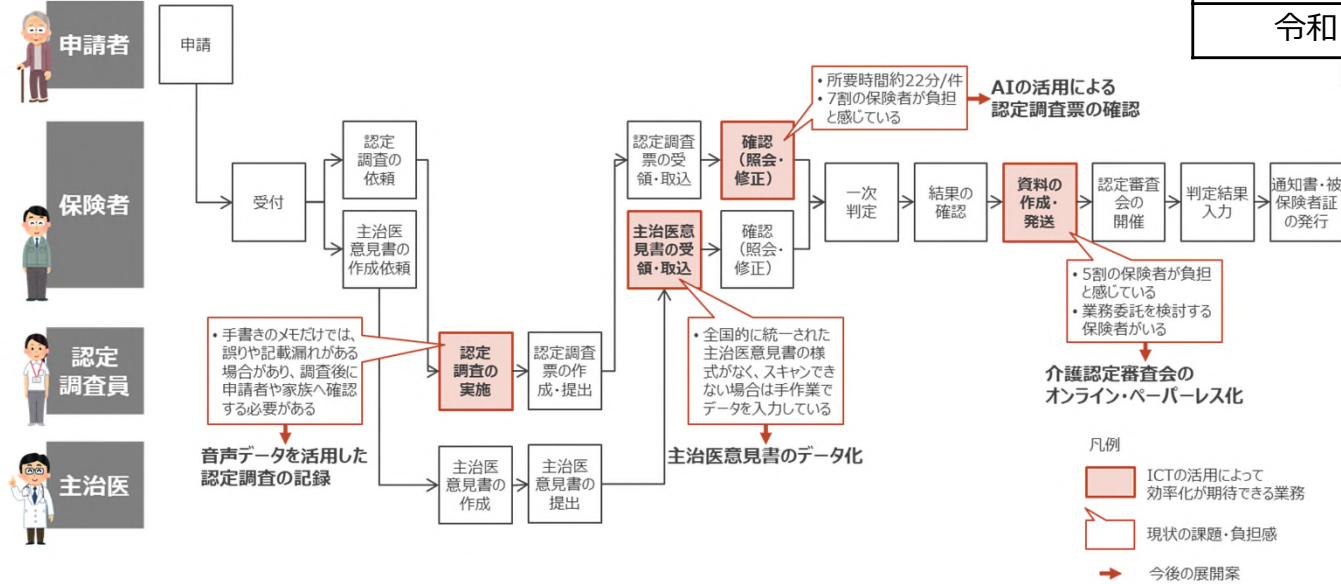 令和
申請者
申請
・所要時間約22分/件
・7割の保険者が負担
と感じている
AIの活用による
認定調査票の確認
保険者
受付
認定
調査の
依頼
主治医
意見書の
作成依頼
認定調査
票の受
領・取込
確認
（照会・
修正）
主治医意
見書の受
領・取込
確認
（照会・
修正）
一次
判定
結果の
確認
資料の
作成・
発送
認定審査
会の
開催
判定結果
入力
通知書・被
保険者証
の発行
・5割の保険者が負担
と感じている
・業務委託を検討する
保険者がいる
介護認定審査会の
オンライン・ペーパーレス化
認定
調査員
・手書きのメモだけでは、
誤りや記載漏れがある
場合があり、調査後に
申請者や家族へ確認
する必要がある
音声データを活用した
認定調査の記録
認定
調査の
実施
認定調査
票の作
成・提出
・全国的に統一された
主治医意見書の様
式がなく、スキャンでき
ない場合は手作業で
データを入力している
主治医意見書のデータ化
主治医
主治医
意見書の
作成
主治医
意見書の
提出
凡例
ICTの活用によって
効率化が期待できる業務
現状の課題・負担感
今後の展開案